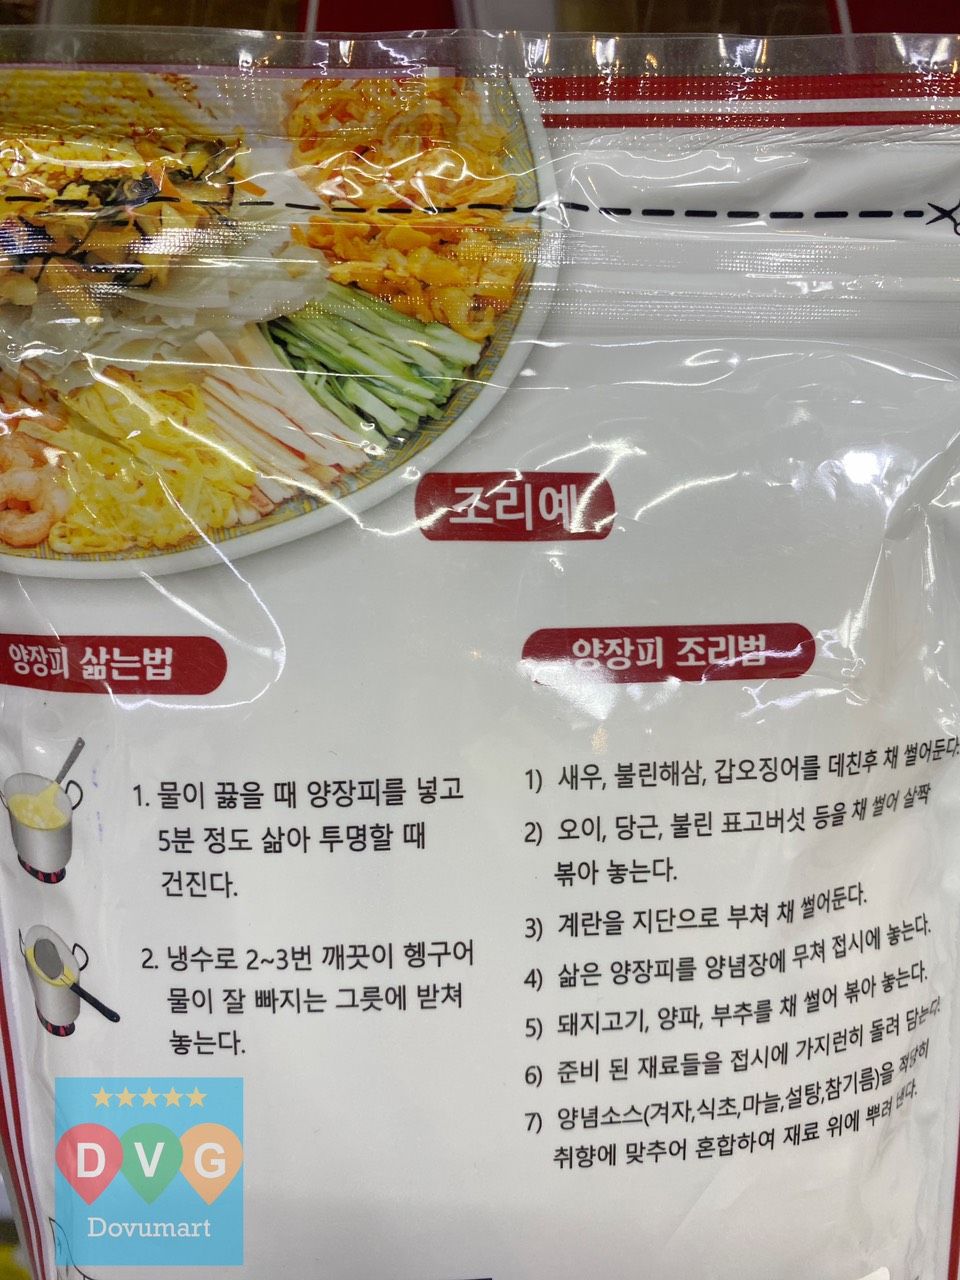 조리예
양장피 삶는법
1. 물이 끓을 때 양장피를 넣고
5분 정도 삶아 투명할 때
건진다.
2. 냉수로 2~3번 깨끗이 헹구어
물이 잘 빠지는 그릇에 받쳐
놓는다.
양장피 조리법
1) 새우, 불린해삼, 갑오징어를 데친후 채 썰어둔다.
2) 오이, 당근, 불린 표고버섯 등을 채 썰어 살짝
볶아 놓는다.
3) 계란을 지단으로 부쳐 채 썰어둔다.
4) 삶은 양장피를 양념장에 무쳐 접시에 놓는다.
5) 돼지고기, 양파, 부추를 채 썰어 볶아 놓는다.
6) 준비 된 재료들을 접시에 가지런히 돌려 담는다.
7) 양념소스(겨자,식초,마늘,설탕,참기름)을 적당히
취향에 맞추어 혼합하여 재료 위에 뿌려 낸다.
DVG
Dovumart